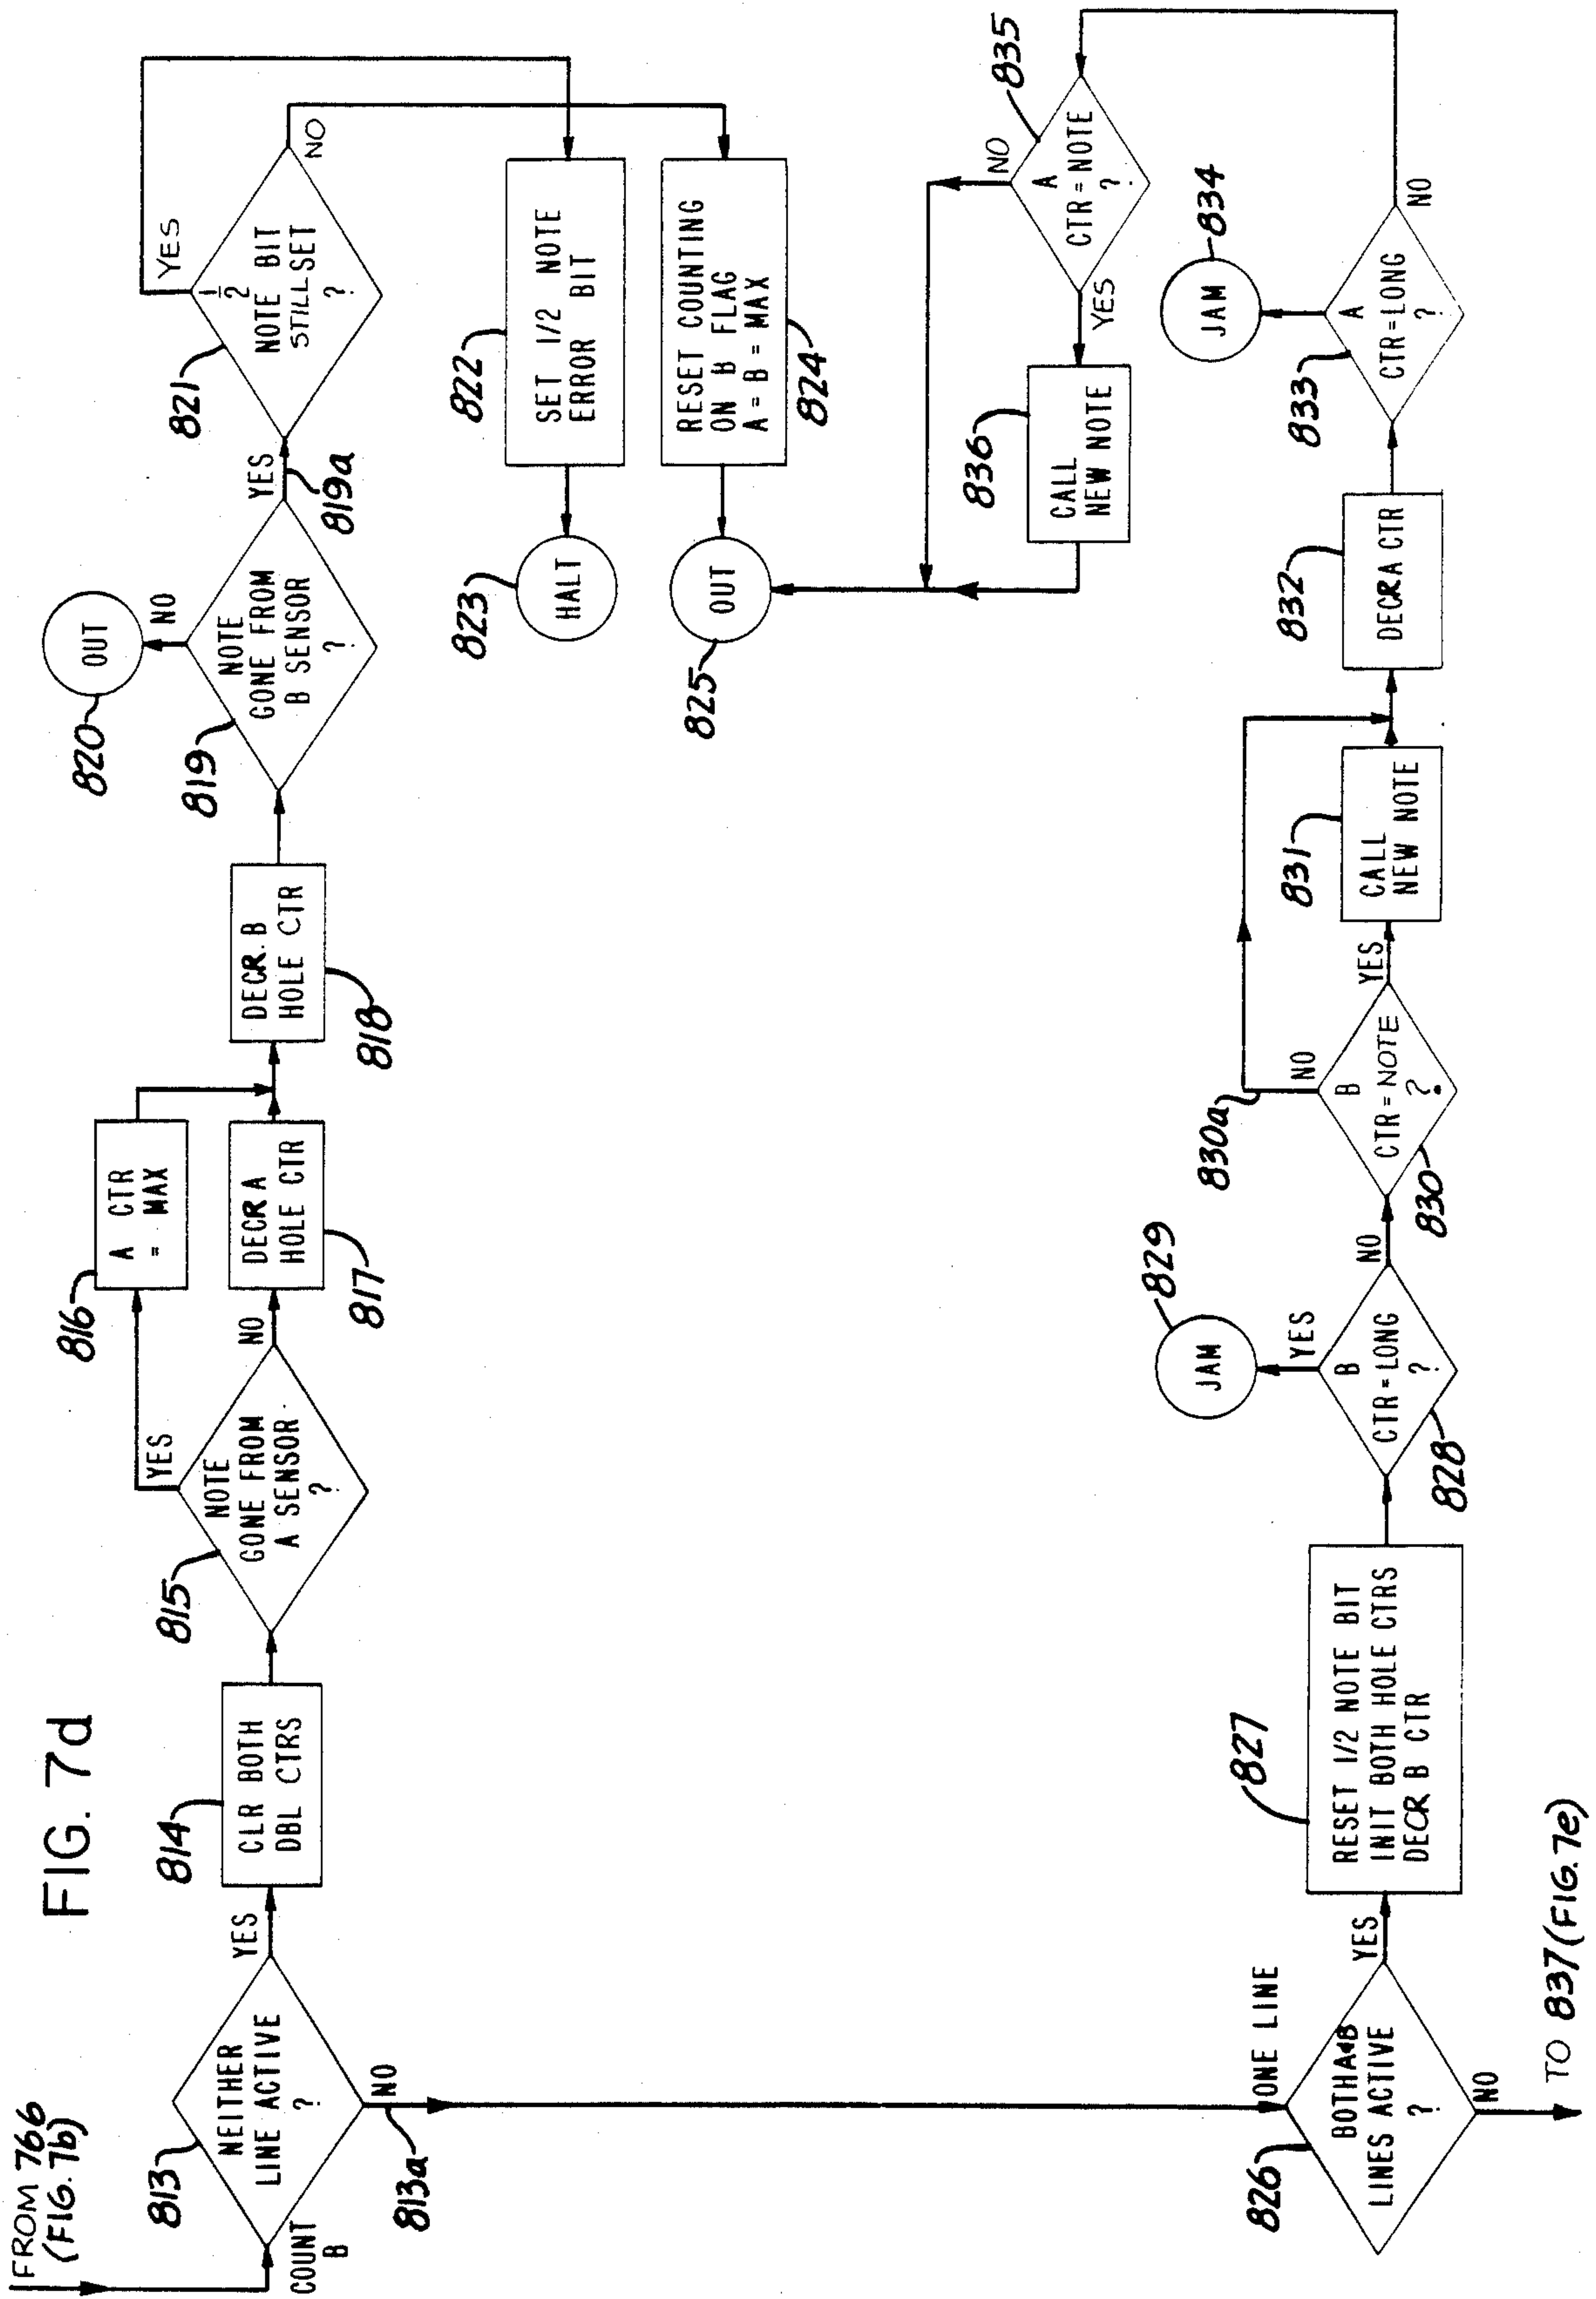 FIG. 7d
FROM 766
(FIG. 7b)
COUNT
B
813
NEITHER
LINE ACTIVE
?
YES
NO
813a
814
CLR BOTH
DBL CTRS
815
NOTE
GONE FROM
A SENSOR
?
YES
NO
816
A CTR
= MAX
817
DECR A
HOLE CTR
818
DECR. B
HOLE CTR
819
NOTE
GONE FROM
B SENSOR
?
NO
820
OUT
YES
819a
821
1/2
NOTE BIT
STILL SET
?
YES
NO
822
SET 1/2 NOTE
ERROR BIT
823
HALT
824
RESET COUNTING
ON B FLAG
A = B = MAX
825
OUT
ONE LINE
826
BOTH A&B
LINES ACTIVE
?
YES
NO
TO 837 (FIG. 7e)
827
RESET 1/2 NOTE BIT
INIT BOTH HOLE CTRS
DECR B CTR
828
B
CTR = LONG
?
YES
829
JAM
NO
830
B
CTR = NOTE
?
NO
830a
YES
831
CALL
NEW NOTE
832
DECR A CTR
833
A
CTR = LONG
?
834
JAM
NO
835
A
CTR = NOTE
?
NO
YES
836
CALL
NEW NOTE